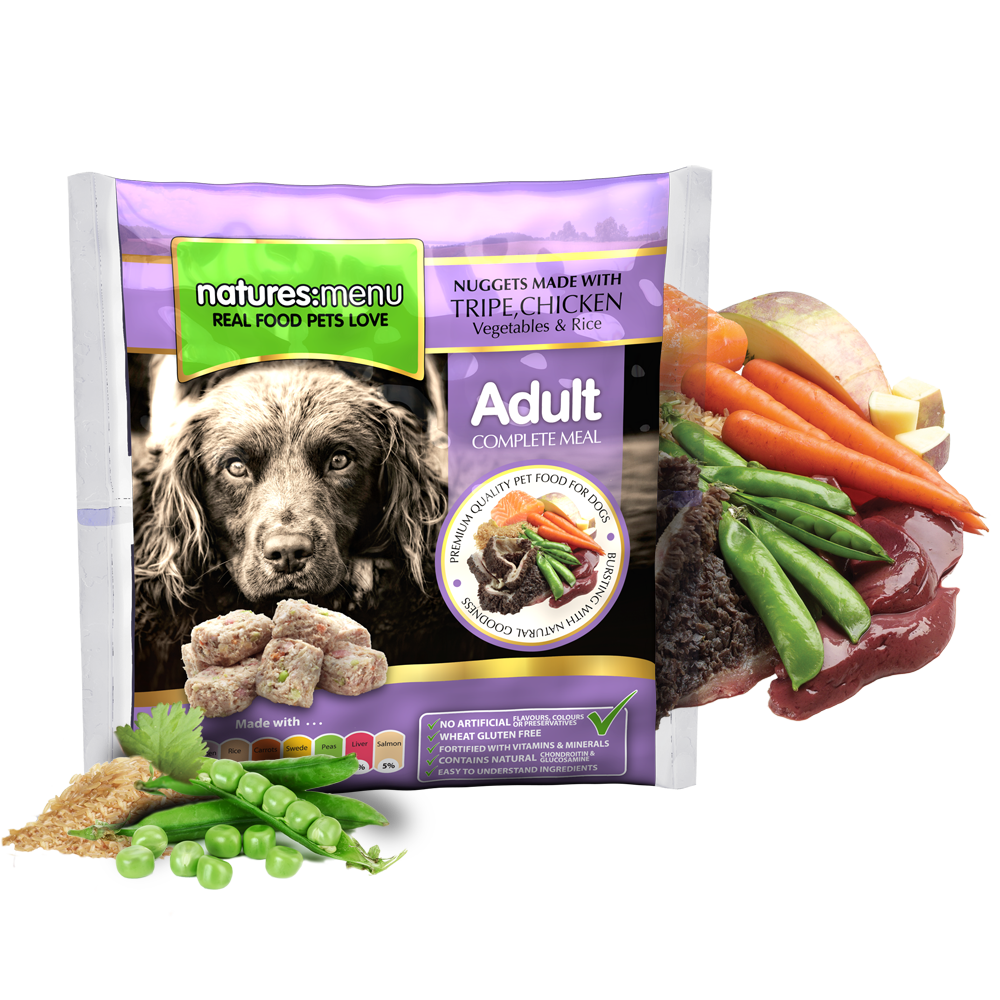 natures:menu
REAL FOOD PETS LOVE
NUGGETS MADE WITH
TRIPE, CHICKEN
Vegetables & Rice
Adult
COMPLETE MEAL
PREMIUM QUALITY PET FOOD FOR DOGS
BURSTING WITH NATURAL GOODNESS
Made with ...
Rice Carrots Swede Peas Liver Salmon
% 5%
NO ARTIFICIAL FLAVOURS, COLOURS OR PRESERVATIVES
WHEAT GLUTEN FREE
FORTIFIED WITH VITAMINS & MINERALS
CONTAINS NATURAL CHONDROITIN & GLUCOSAMINE
EASY TO UNDERSTAND INGREDIENTS